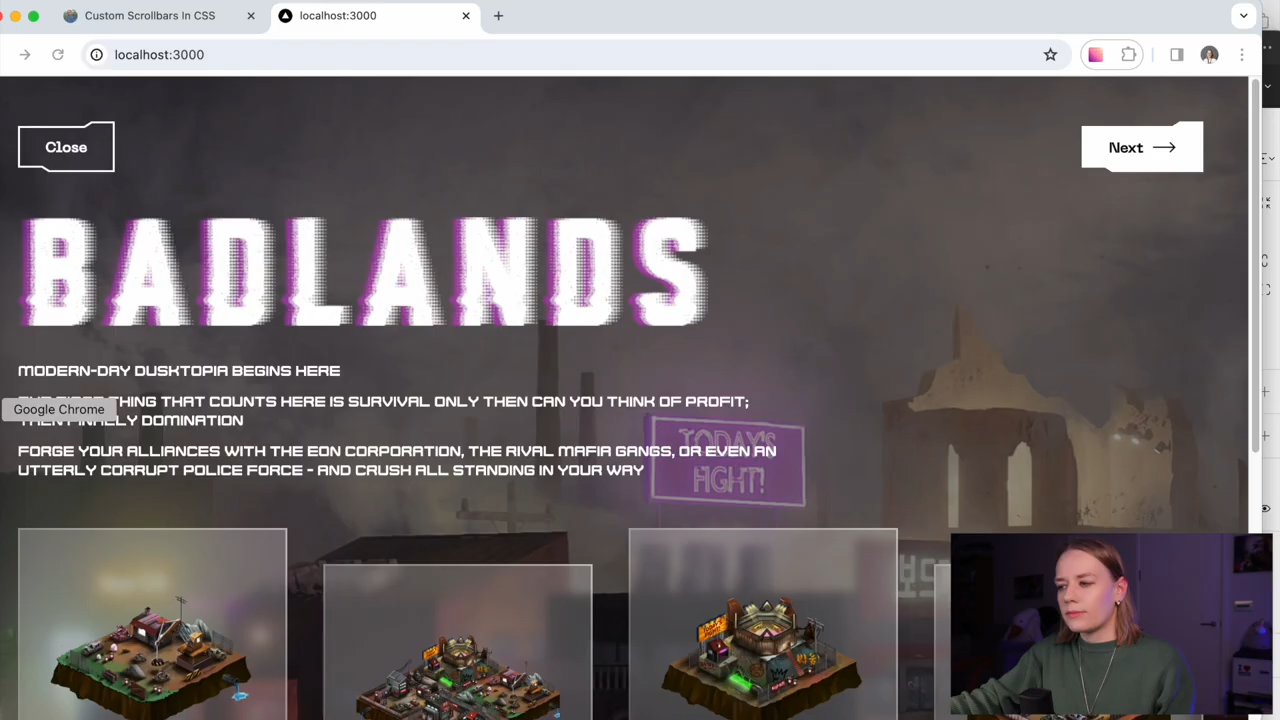 Custom Scrollbars In CSS
localhost:3000
localhost:3000
Close
Next
BADLANDS
MODERN-DAY DUSKTOPIA BEGINS HERE
THING THAT COUNTS HERE IS SURVIVAL ONLY THEN CAN YOU THINK OF PROFIT;
Google Chrome
THEN FINALLY DOMINATION
FORGE YOUR ALLIANCES WITH THE EON CORPORATION, THE RIVAL MAFIA GANGS, OR EVEN AN
UTTERLY CORRUPT POLICE FORCE - AND CRUSH ALL STANDING IN YOUR WAY
TODAY'S
FIGHT!